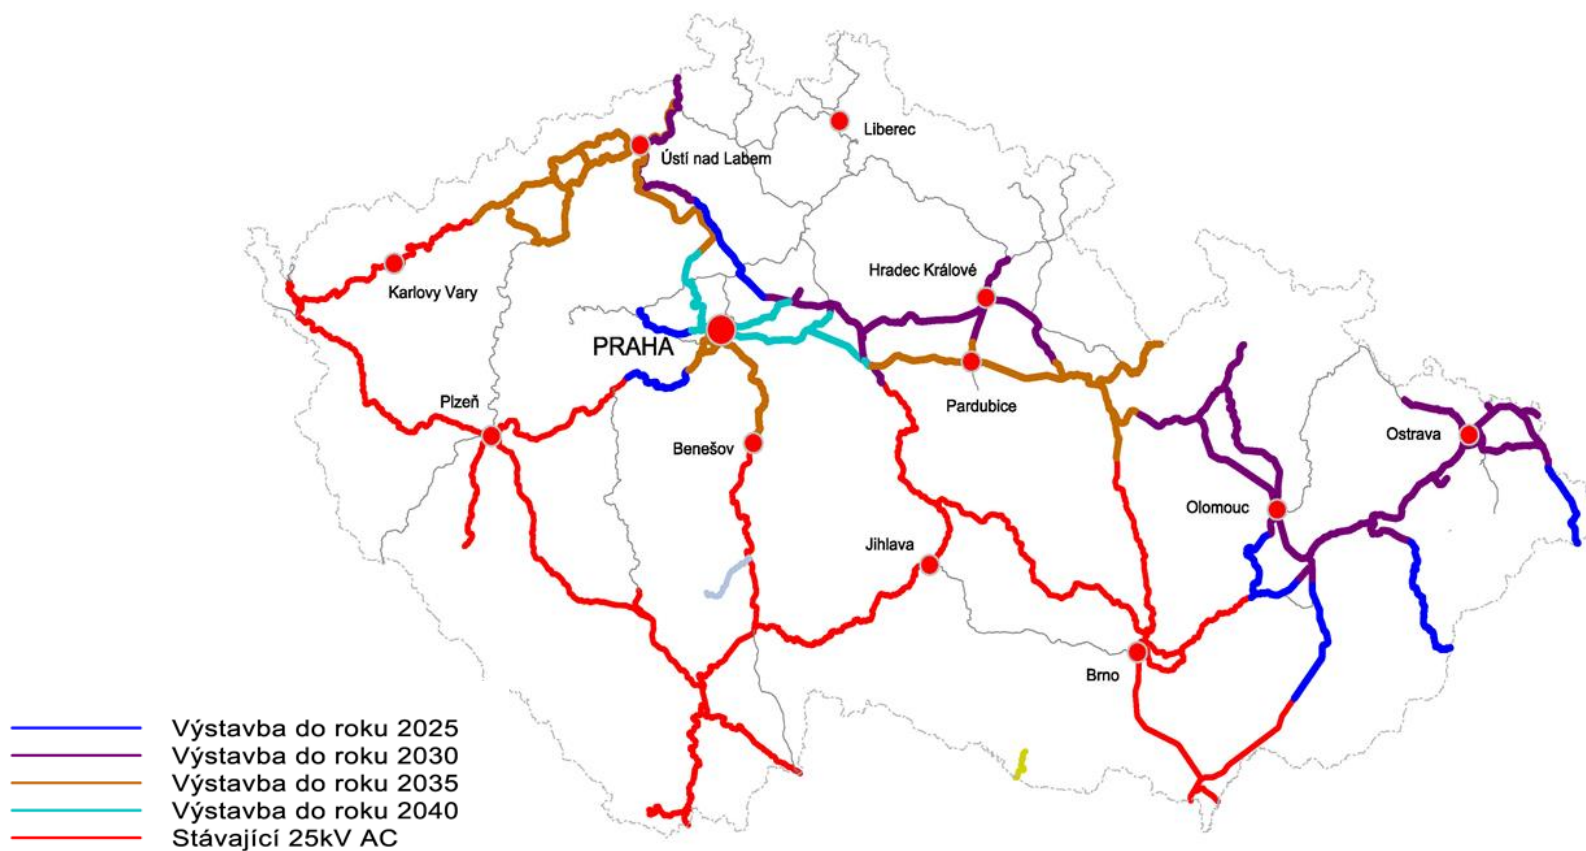 Liberec
Ústí nad Labem
Hradec Králové
Karlovy Vary
PRAHA
Plzeň
Pardubice
Benešov
Ostrava
Olomouc
Jihlava
Brno
Výstavba do roku 2025
Výstavba do roku 2030
Výstavba do roku 2035
Výstavba do roku 2040
Stávající 25kV AC